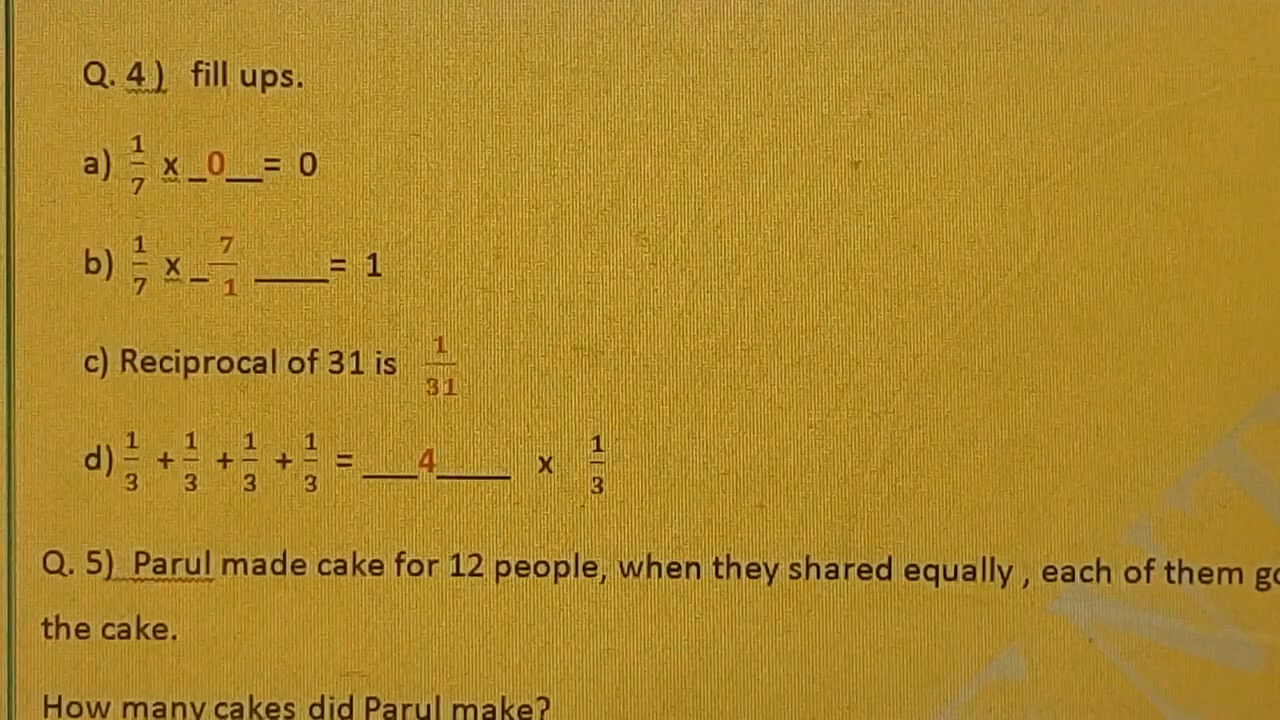 Q. 4) fill ups.
a) 1/7 x _0__= 0
b) 1/7 x _ 7/1 ____= 1
c) Reciprocal of 31 is 1/31
d) 1/3 + 1/3 + 1/3 + 1/3 = ___4____ x 1/3
Q. 5) Parul made cake for 12 people, when they shared equally , each of them
the cake.
How many cakes did Parul make?